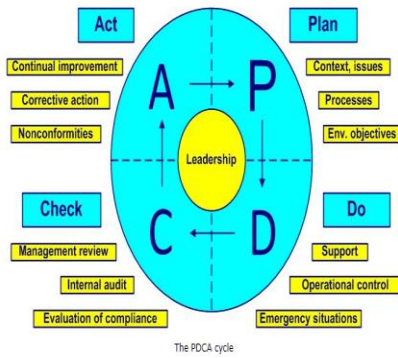 Act
Plan
Continual improvement
Context, issues
A
P
Corrective action
Processes
Nonconformities
Env. objectives
Leadership
Check
Do
C
D
Management review
Support
Internal audit
Operational control
Evaluation of compliance
Emergency situations
The PDCA cycle